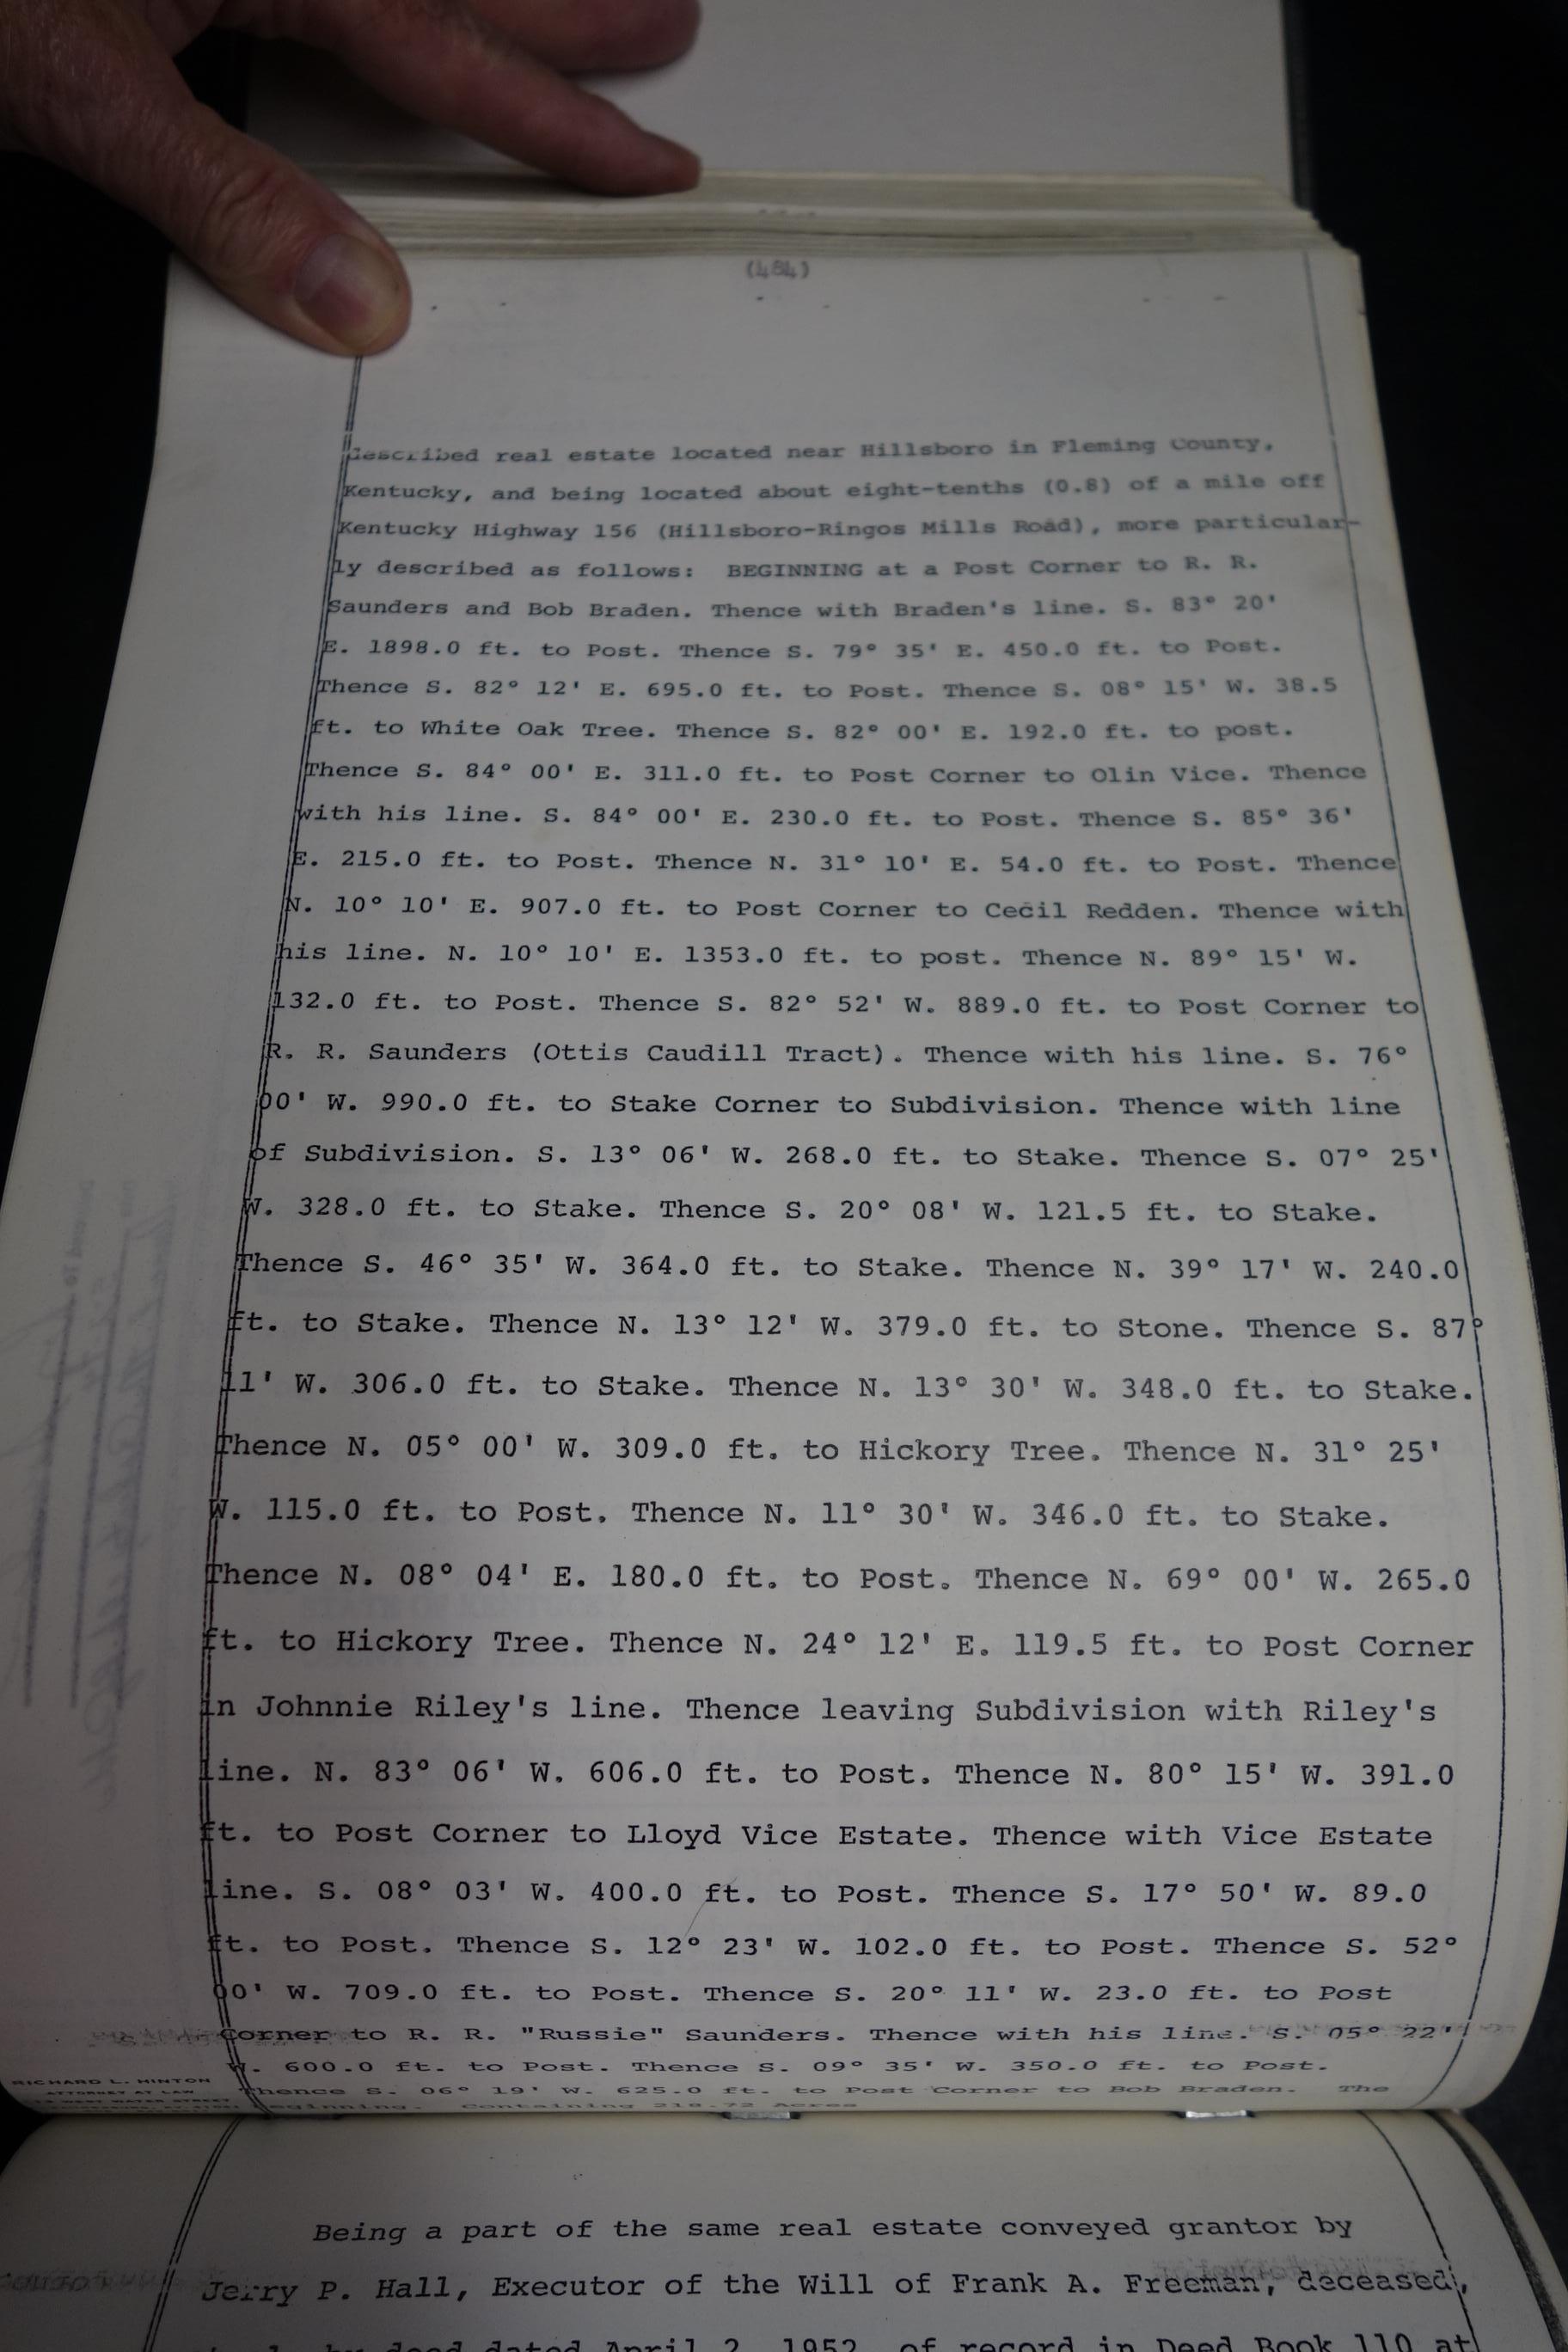 (484)
described real estate located near Hillsboro in Fleming County,
Kentucky, and being located about eight-tenths (0.8) of a mile off
Kentucky Highway 156 (Hillsboro-Ringos Mills Road), more particular-
ly described as follows: BEGINNING at a Post Corner to R. R.
Saunders and Bob Braden. Thence with Braden's line. S. 83° 20'
E. 1898.0 ft. to Post. Thence S. 79° 35' E. 450.0 ft. to Post.
Thence S. 82° 12' E. 695.0 ft. to Post. Thence S. 08° 15' W. 38.5
ft. to White Oak Tree. Thence S. 82° 00' E. 192.0 ft. to post.
Thence S. 84° 00' E. 311.0 ft. to Post Corner to Olin Vice. Thence
with his line. S. 84° 00' E. 230.0 ft. to Post. Thence S. 85° 36'
E. 215.0 ft. to Post. Thence N. 31° 10' E. 54.0 ft. to Post. Thence
N. 10° 10' E. 907.0 ft. to Post Corner to Cecil Redden. Thence with
his line. N. 10° 10' E. 1353.0 ft. to post. Thence N. 89° 15' W.
132.0 ft. to Post. Thence S. 82° 52' W. 889.0 ft. to Post Corner to
R. R. Saunders (Ottis Caudill Tract). Thence with his line. S. 76°
00' W. 990.0 ft. to Stake Corner to Subdivision. Thence with line
of Subdivision. S. 13° 06' W. 268.0 ft. to Stake. Thence S. 07° 25'
W. 328.0 ft. to Stake. Thence S. 20° 08' W. 121.5 ft. to Stake.
Thence S. 46° 35' W. 364.0 ft. to Stake. Thence N. 39° 17' W. 240.0
ft. to Stake. Thence N. 13° 12' W. 379.0 ft. to Stone. Thence S. 87°
11' W. 306.0 ft. to Stake. Thence N. 13° 30' W. 348.0 ft. to Stake.
Thence N. 05° 00' W. 309.0 ft. to Hickory Tree. Thence N. 31° 25'
W. 115.0 ft. to Post. Thence N. 11° 30' W. 346.0 ft. to Stake.
Thence N. 08° 04' E. 180.0 ft. to Post. Thence N. 69° 00' W. 265.0
ft. to Hickory Tree. Thence N. 24° 12' E. 119.5 ft. to Post Corner
in Johnnie Riley's line. Thence leaving Subdivision with Riley's
line. N. 83° 06' W. 606.0 ft. to Post. Thence N. 80° 15' W. 391.0
ft. to Post Corner to Lloyd Vice Estate. Thence with Vice Estate
line. S. 08° 03' W. 400.0 ft. to Post. Thence S. 17° 50' W. 89.0
ft. to Post. Thence S. 12° 23' W. 102.0 ft. to Post. Thence S. 52°
00' W. 709.0 ft. to Post. Thence S. 20° 11' W. 23.0 ft. to Post
Corner to R. R. "Russie" Saunders. Thence with his line. S. 05° 22'
W. 600.0 ft. to Post. Thence S. 09° 35' W. 350.0 ft. to Post.
Thence S. 06° 19' W. 625.0 ft. to Post Corner to Bob Braden. The
Beginning. Containing 218.72 Acres
RICHARD L. HINTON
ATTORNEY AT LAW
WEST WATER STREET
Being a part of the same real estate conveyed grantor by
Jerry P. Hall, Executor of the Will of Frank A. Freeman, deceased,
by deed dated April 2, 1952, of record in Deed Book 110 at